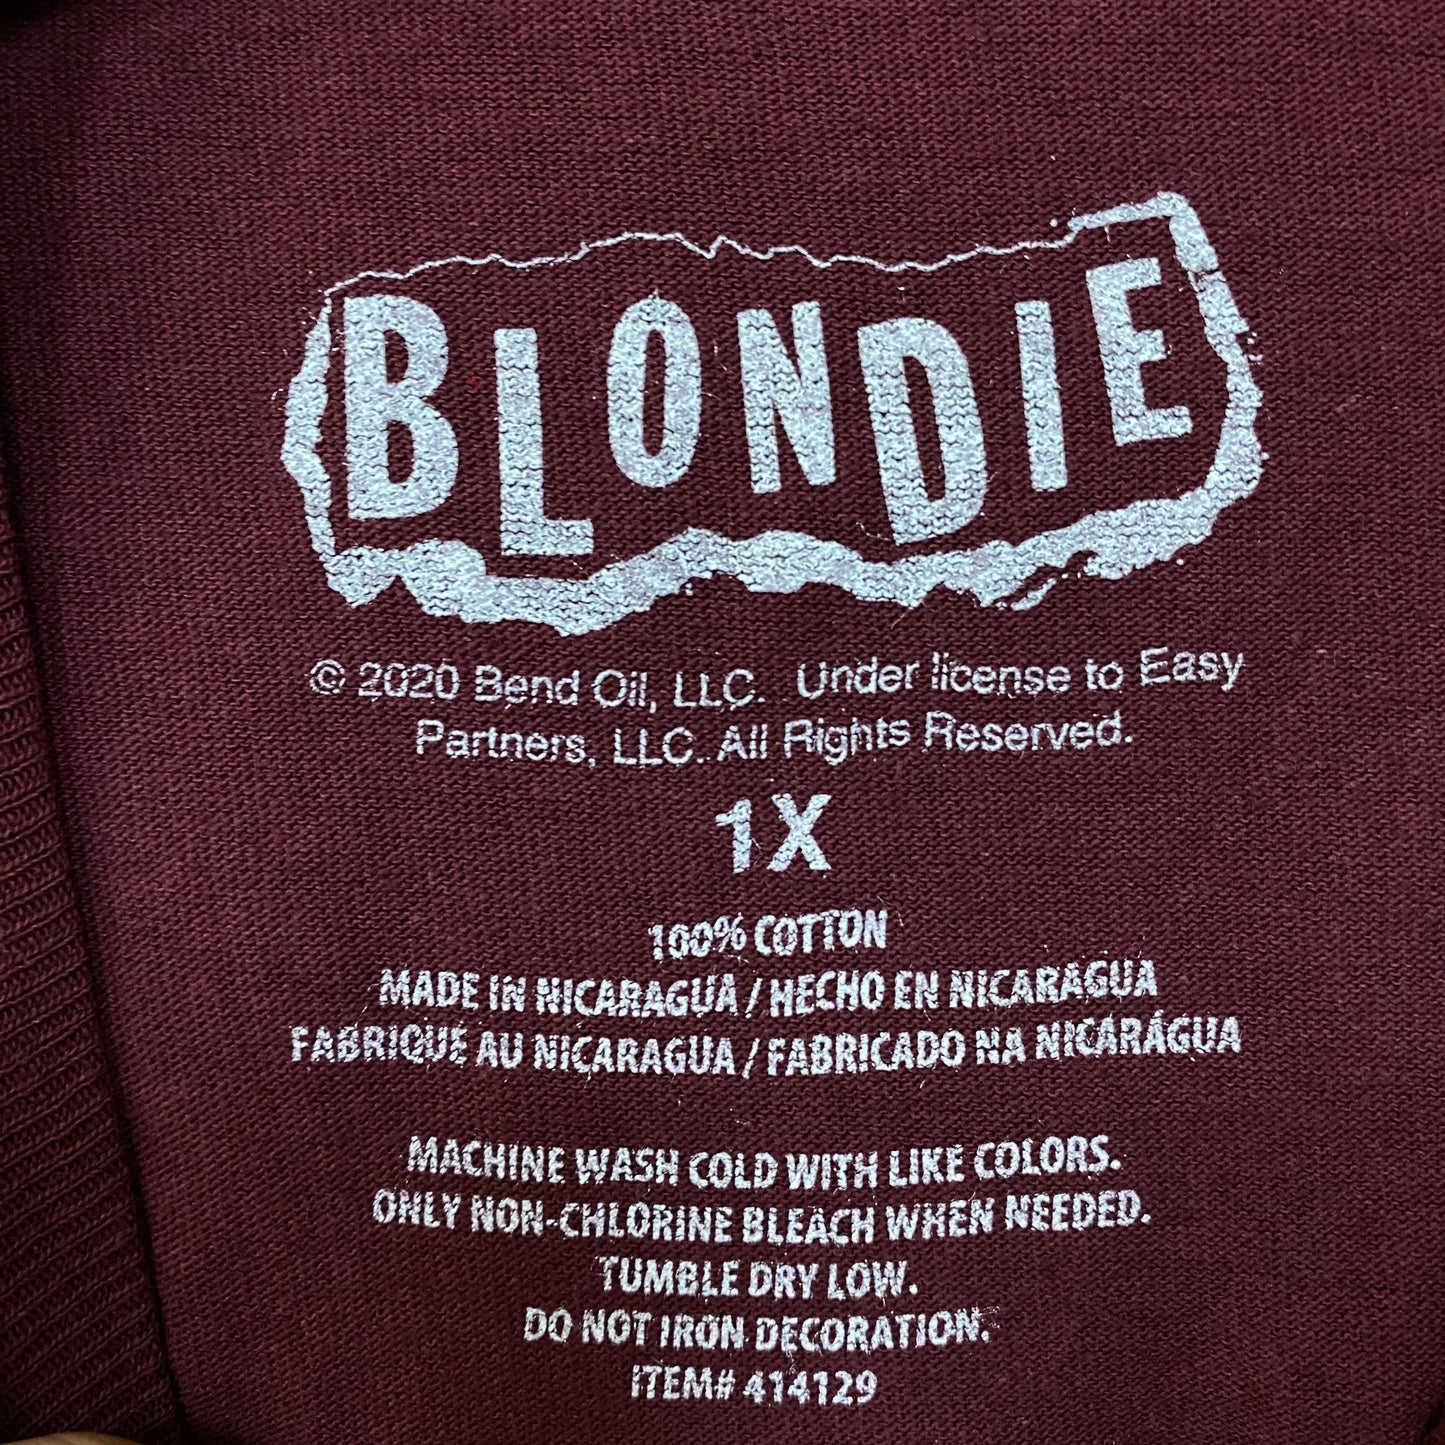 BLONDIE
© 2020 Bend Oil, LLC. Under license to Easy
Partners, LLC. All Rights Reserved.
1X
100% COTTON
MADE IN NICARAGUA / HECHO EN NICARAGUA
FABRIQUÉ AU NICARAGUA / FABRICADO NA NICARÁGUA
MACHINE WASH COLD WITH LIKE COLORS.
ONLY NON-CHLORINE BLEACH WHEN NEEDED.
TUMBLE DRY LOW.
DO NOT IRON DECORATION.
ITEM# 414129